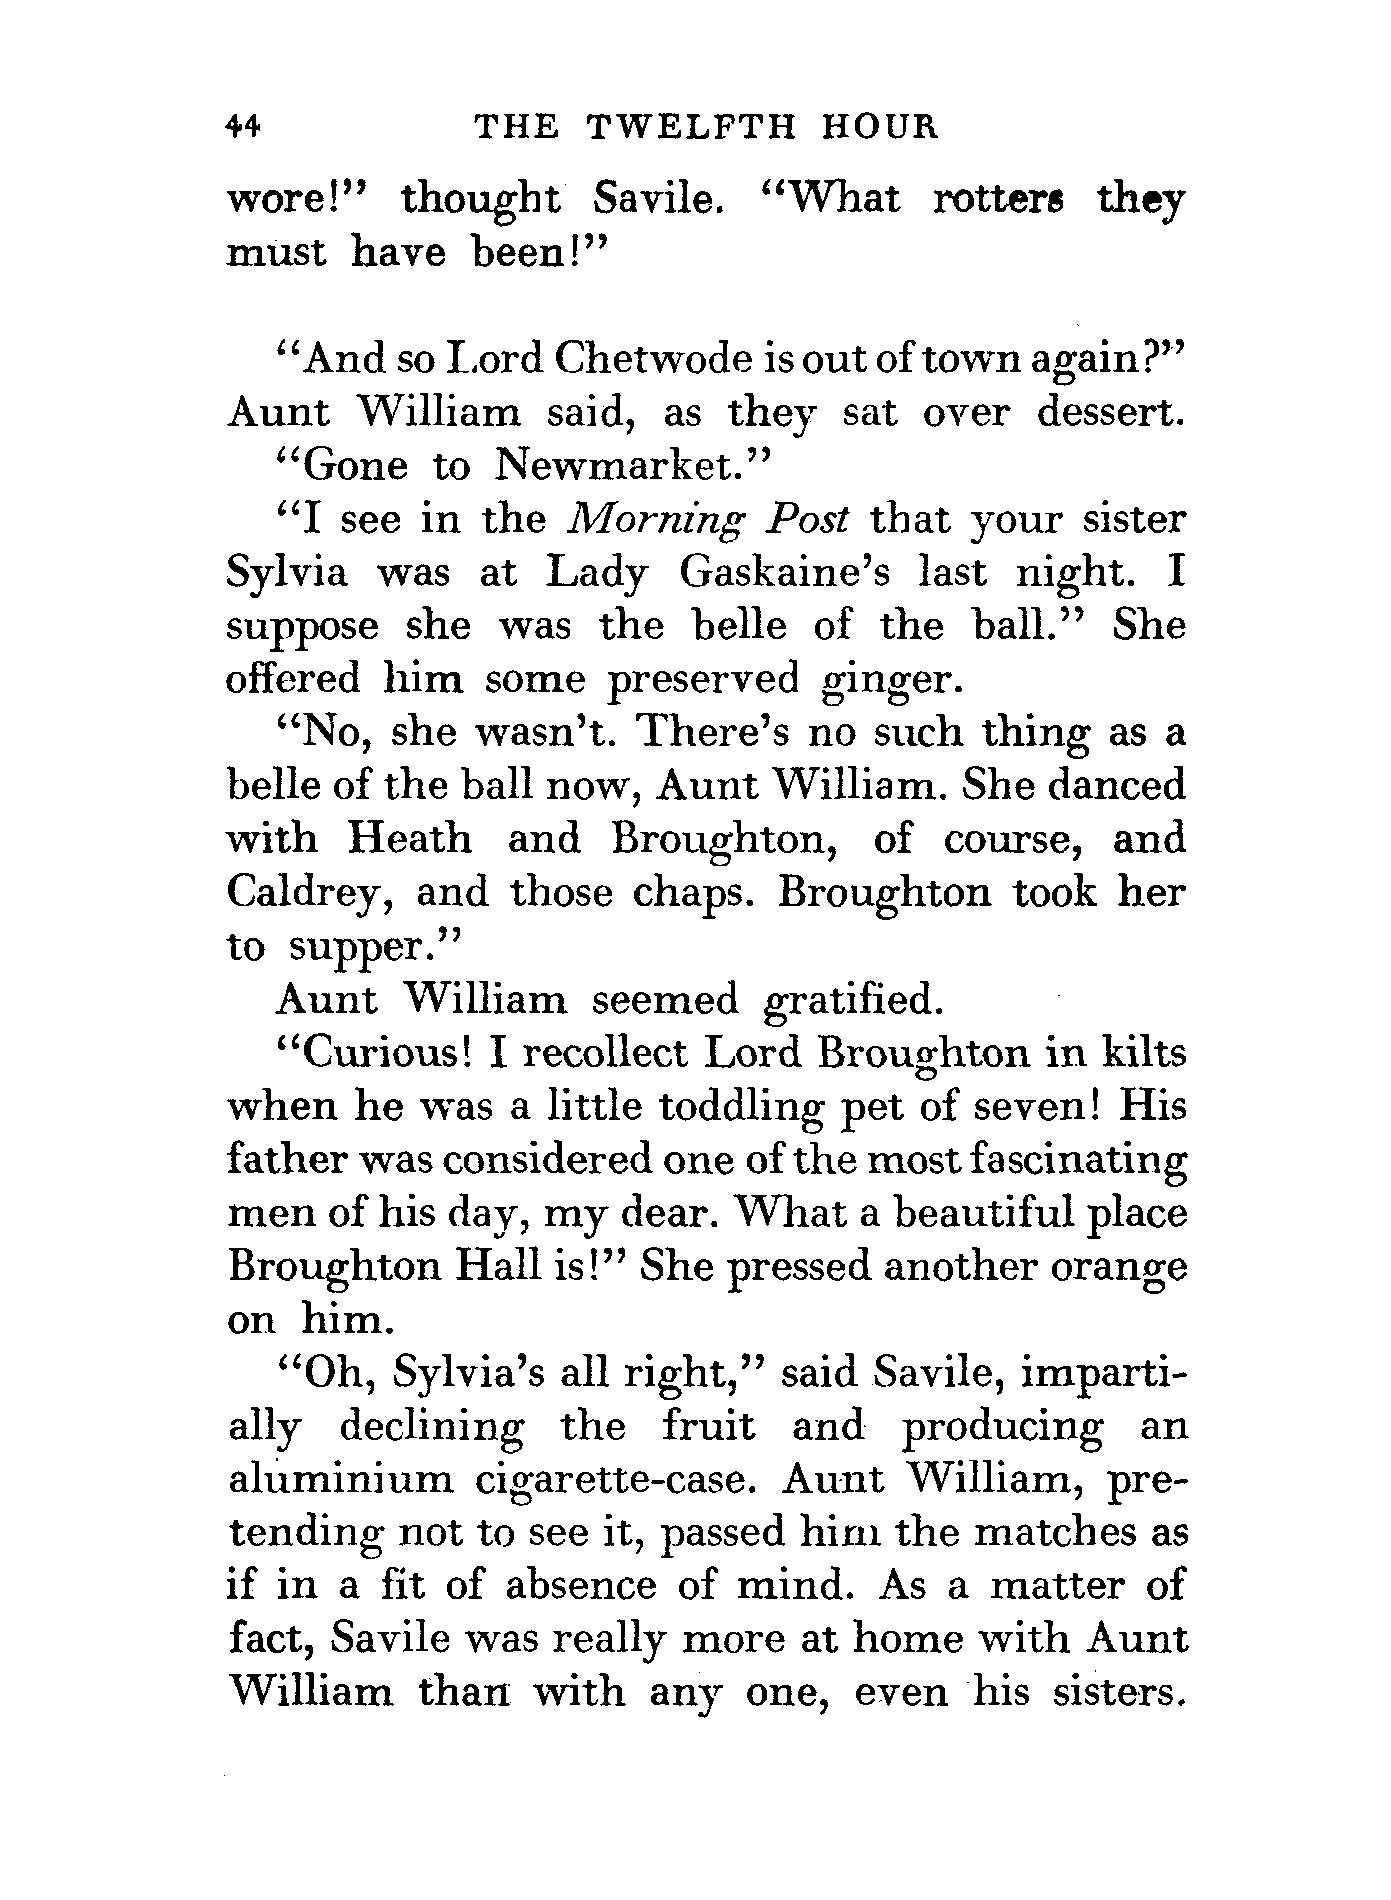 44 THE TWELFTH HOUR
wore!” thought Savile. “What rotters they
must have been!”
“And so Lord Chetwode is out of town again?”
Aunt William said, as they sat over dessert.
“Gone to Newmarket.”
“I see in the Morning Post that your sister
Sylvia was at Lady Gaskaine’s last night. I
suppose she was the belle of the ball.” She
offered him some preserved ginger.
“No, she wasn’t. There’s no such thing as a
belle of the ball now, Aunt William. She danced
with Heath and Broughton, of course, and
Caldrey, and those chaps. Broughton took her
to supper.”
Aunt William seemed gratified.
“Curious! I recollect Lord Broughton in kilts
when he was a little toddling pet of seven! His
father was considered one of the most fascinating
men of his day, my dear. What a beautiful place
Broughton Hall is!” She pressed another orange
on him.
“Oh, Sylvia’s all right,” said Savile, imparti-
ally declining the fruit and producing an
aluminium cigarette-case. Aunt William, pre-
tending not to see it, passed him the matches as
if in a fit of absence of mind. As a matter of
fact, Savile was really more at home with Aunt
William than with any one, even his sisters.